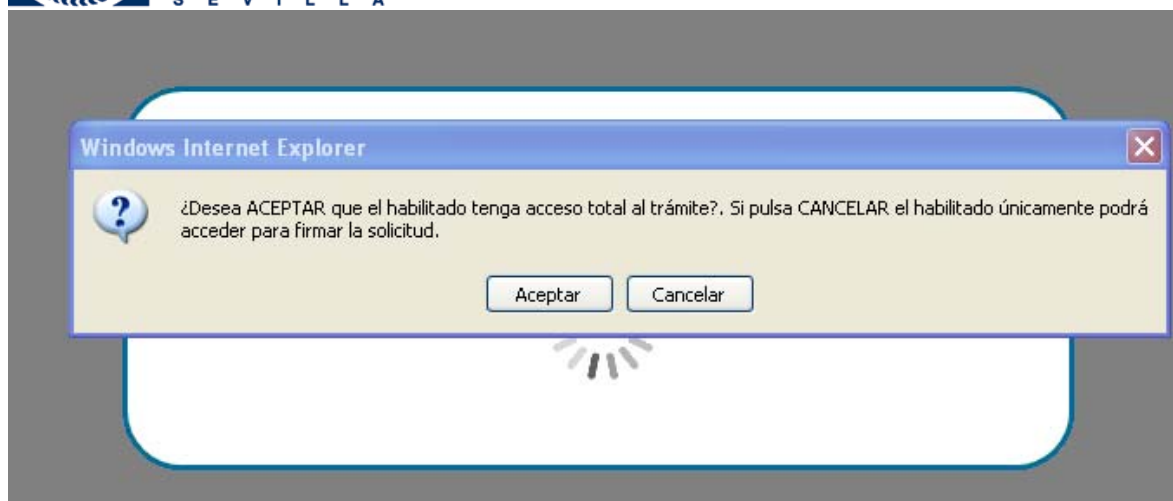 S E V I L L A
Windows Internet Explorer
¿Desea ACEPTAR que el habilitado tenga acceso total al trámite?. Si pulsa CANCELAR el habilitado únicamente podrá
acceder para firmar la solicitud.
Aceptar Cancelar